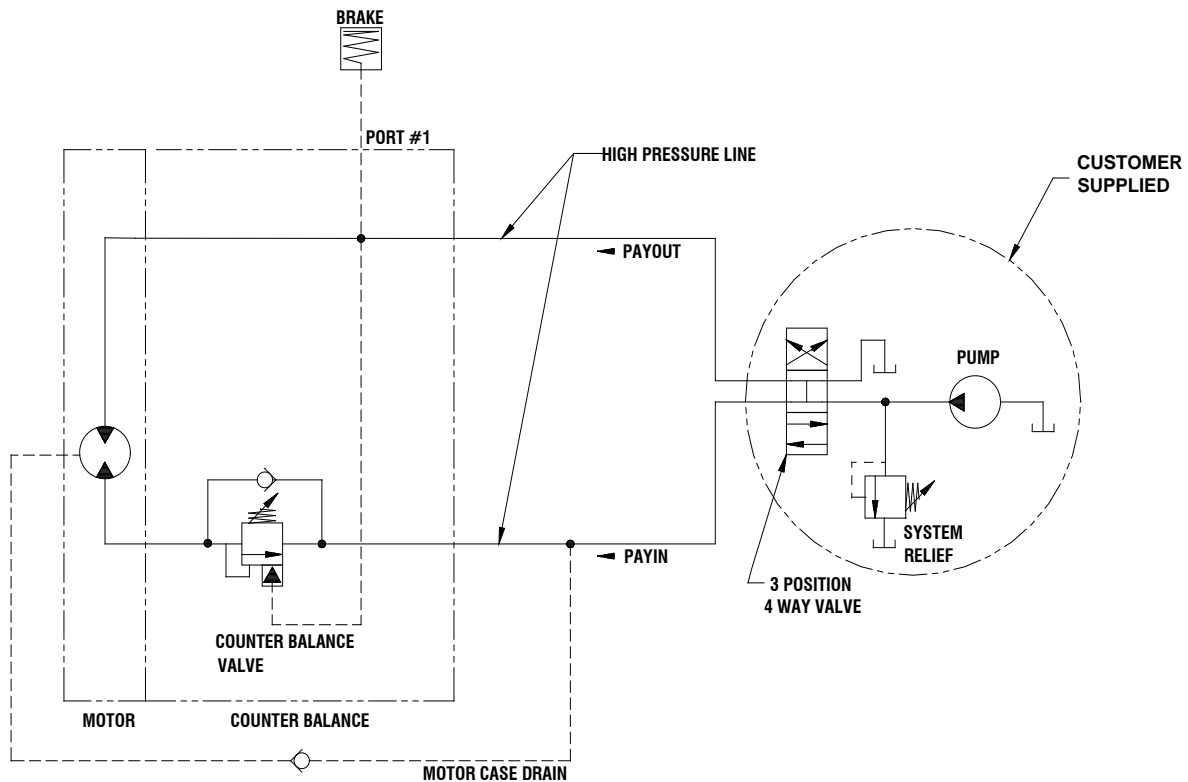 BRAKE
PORT #1
HIGH PRESSURE LINE
CUSTOMER
SUPPLIED
PAYOUT
PUMP
SYSTEM
RELIEF
PAYIN
3 POSITION
4 WAY VALVE
COUNTER BALANCE
VALVE
MOTOR
COUNTER BALANCE
MOTOR CASE DRAIN